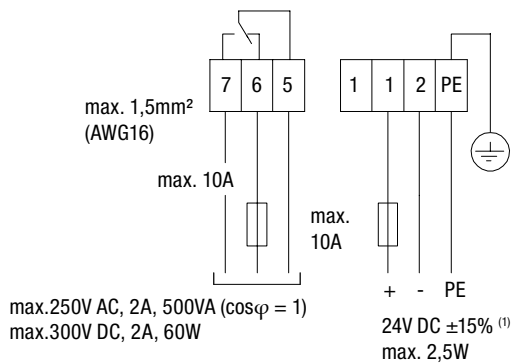 7 6 5
1 1 2 PE
max. 1,5mm²
(AWG16)
max. 10A
max.
10A
+ - PE
max.250V AC, 2A, 500VA (cosφ = 1)
max.300V DC, 2A, 60W
24V DC ±15% (1)
max. 2,5W